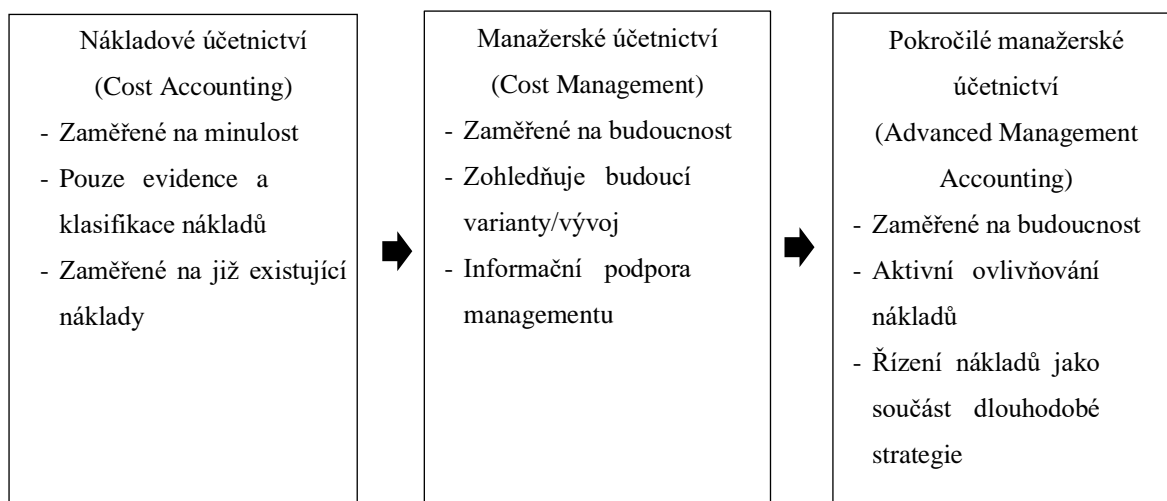 Nákladové účetnictví
(Cost Accounting)
- Zaměřené na minulost
- Pouze evidence a
klasifikace nákladů
- Zaměřené na již existující
náklady
Manažerské účetnictví
(Cost Management)
- Zaměřené na budoucnost
- Zohledňuje budoucí
varianty/vývoj
- Informační podpora
managementu
Pokročilé manažerské
účetnictví
(Advanced Management
Accounting)
- Zaměřené na budoucnost
- Aktivní ovlivňování
nákladů
- Řízení nákladů jako
součást dlouhodobé
strategie